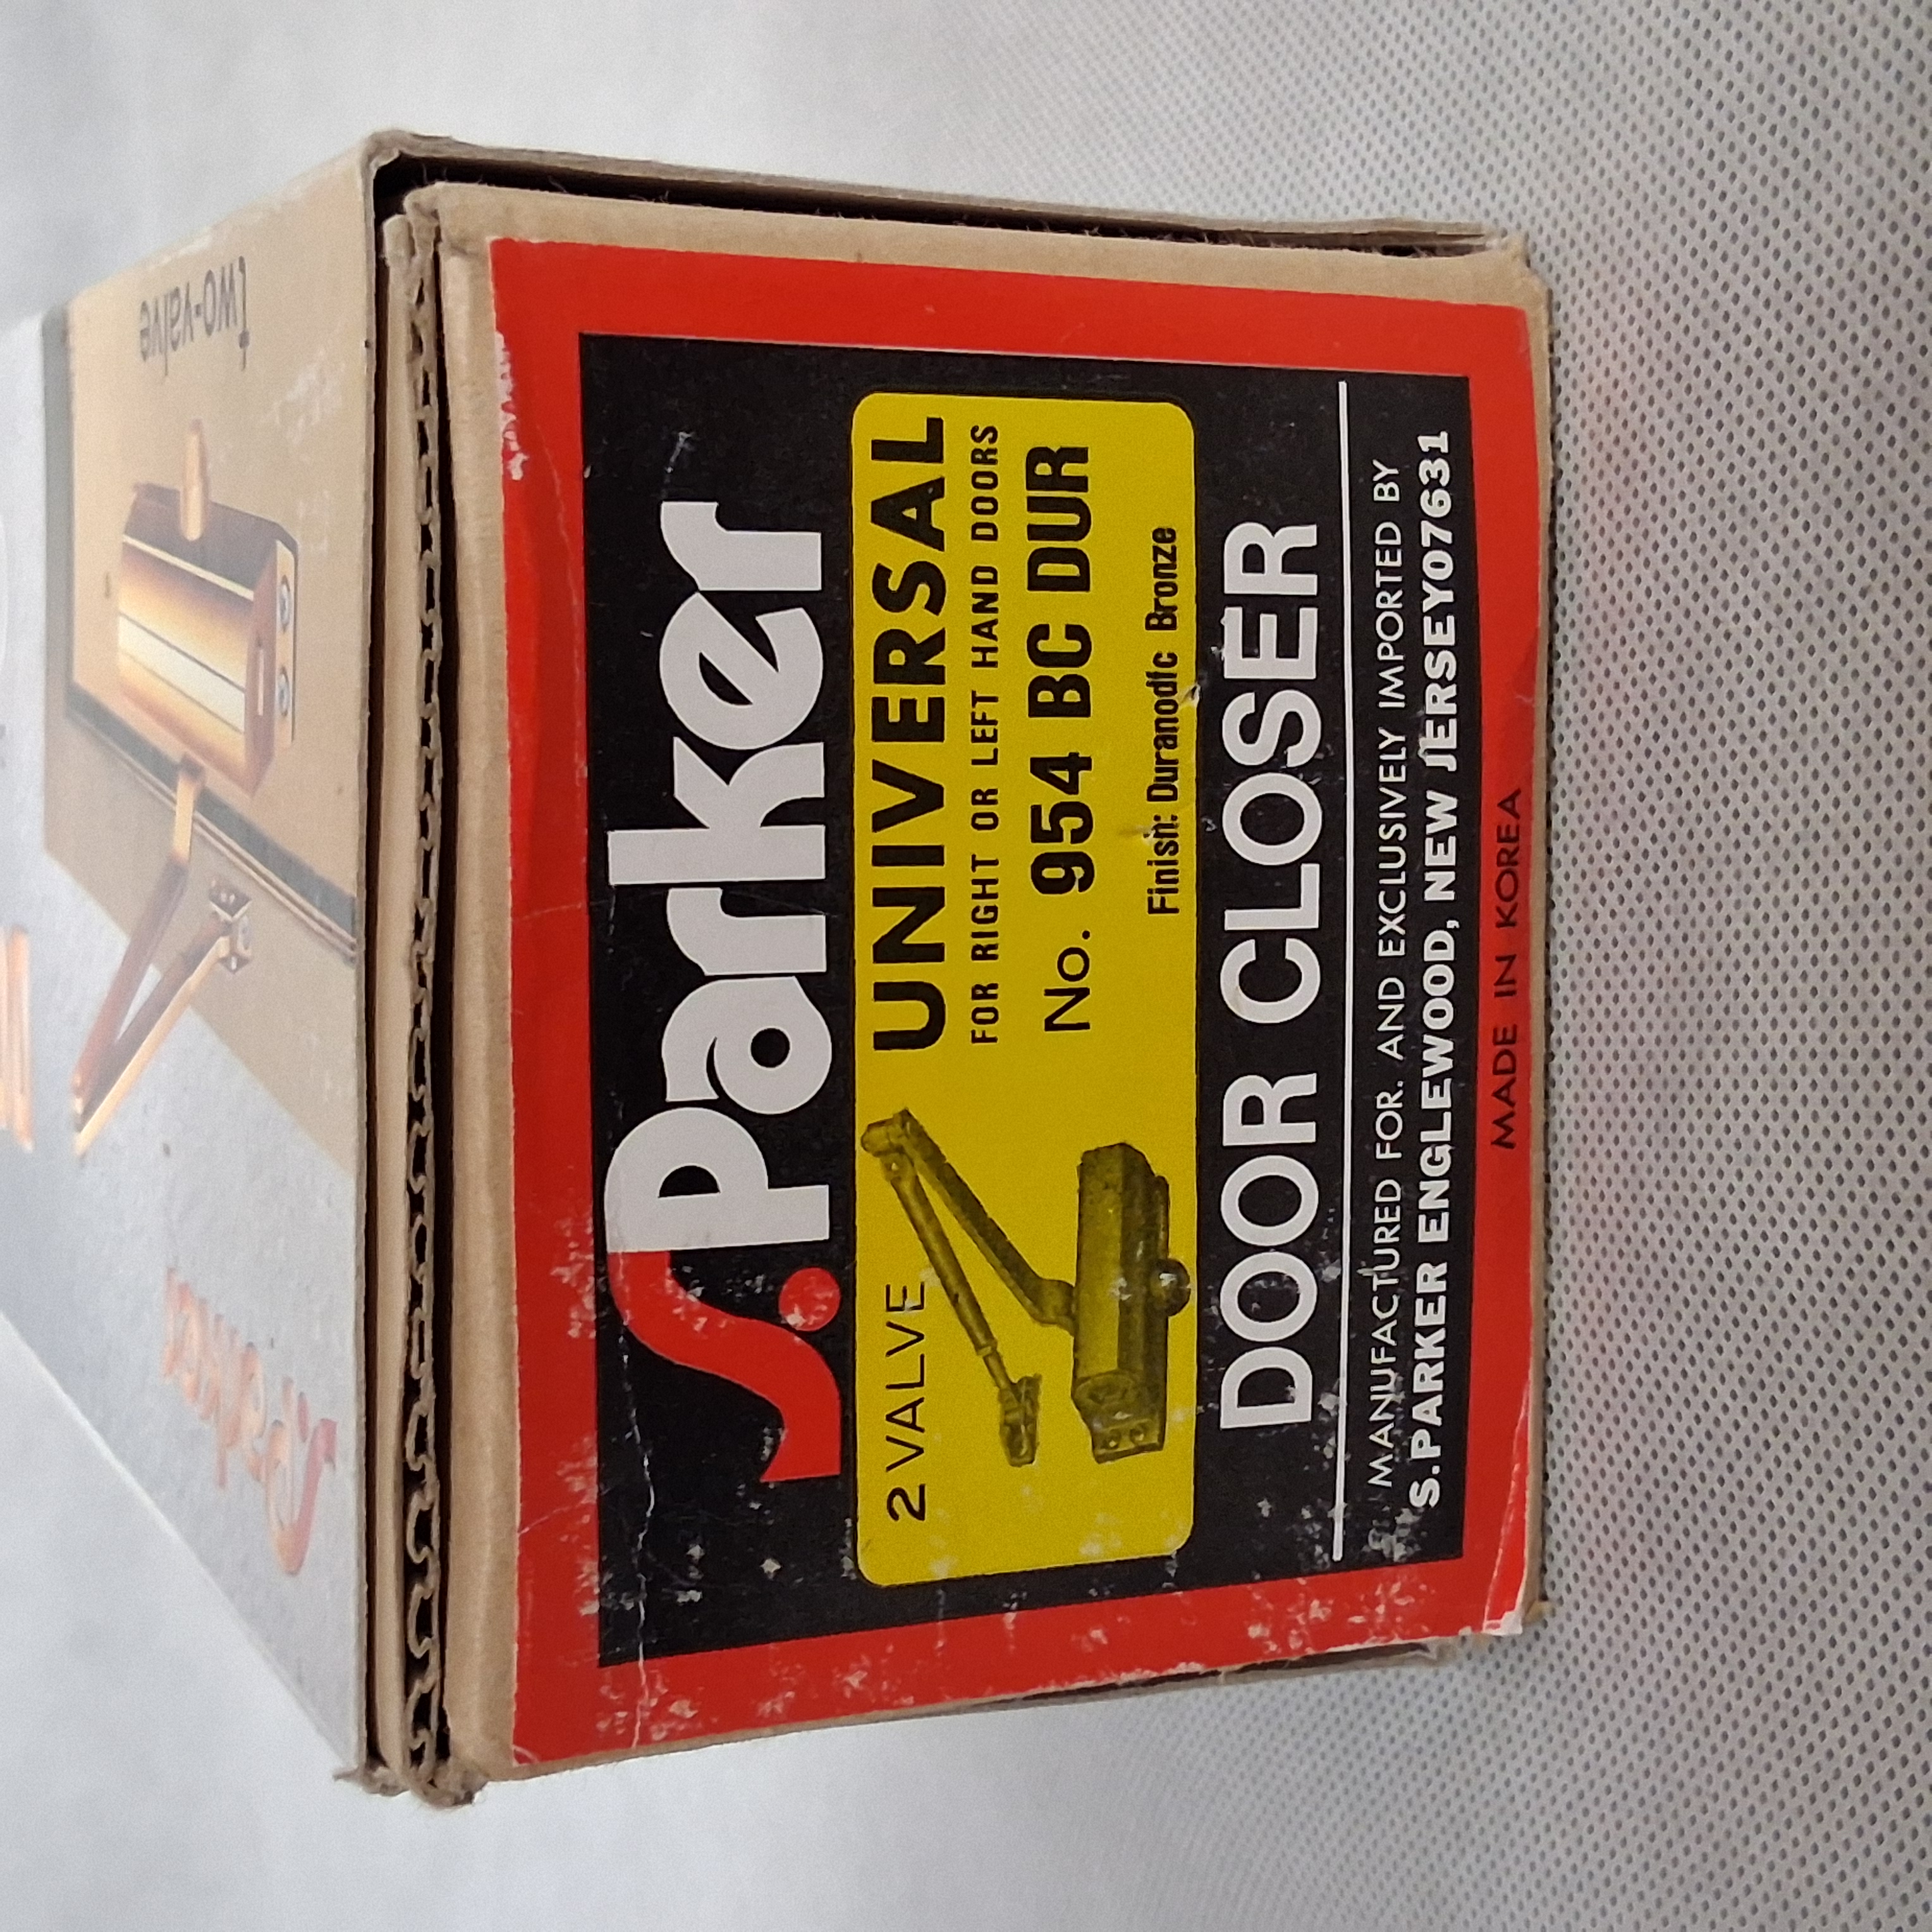 S. Parker
2 VALVE
UNIVERSAL
FOR RIGHT OR LEFT HAND DOORS
No. 954 BC DUR
Finish: Duranodfc Bronze
DOOR CLOSER
MANUFACTURED FOR. AND EXCLUSIVELY IMPORTED BY
S.PARKER ENGLEWOOD, NEW JERSEY07631
MADE IN KOREA
two-valve
S. Parker